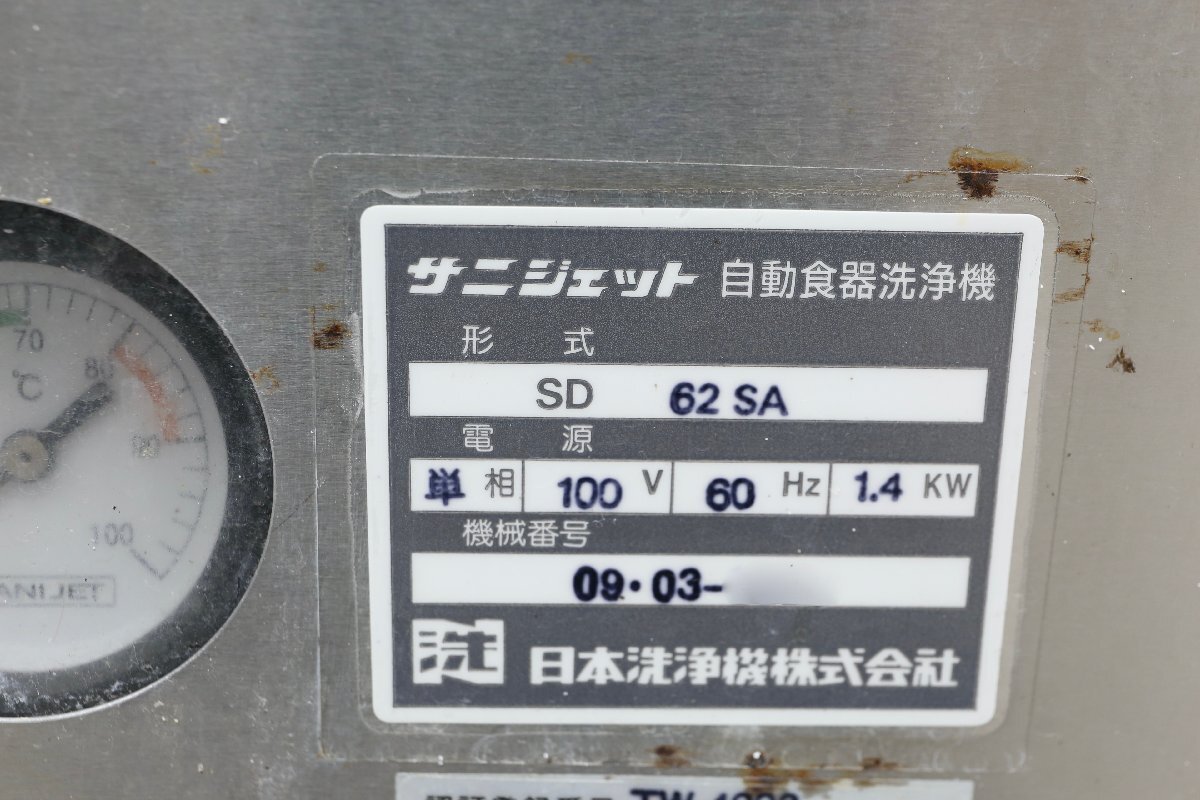 サニジェット 自動食器洗浄機
形 式
SD 62 SA
電 源
単相 100 V 60 Hz 1.4 KW
機械番号
09・03-
洗 日本洗浄機株式会社
70
80
℃
90
100
ANIJET